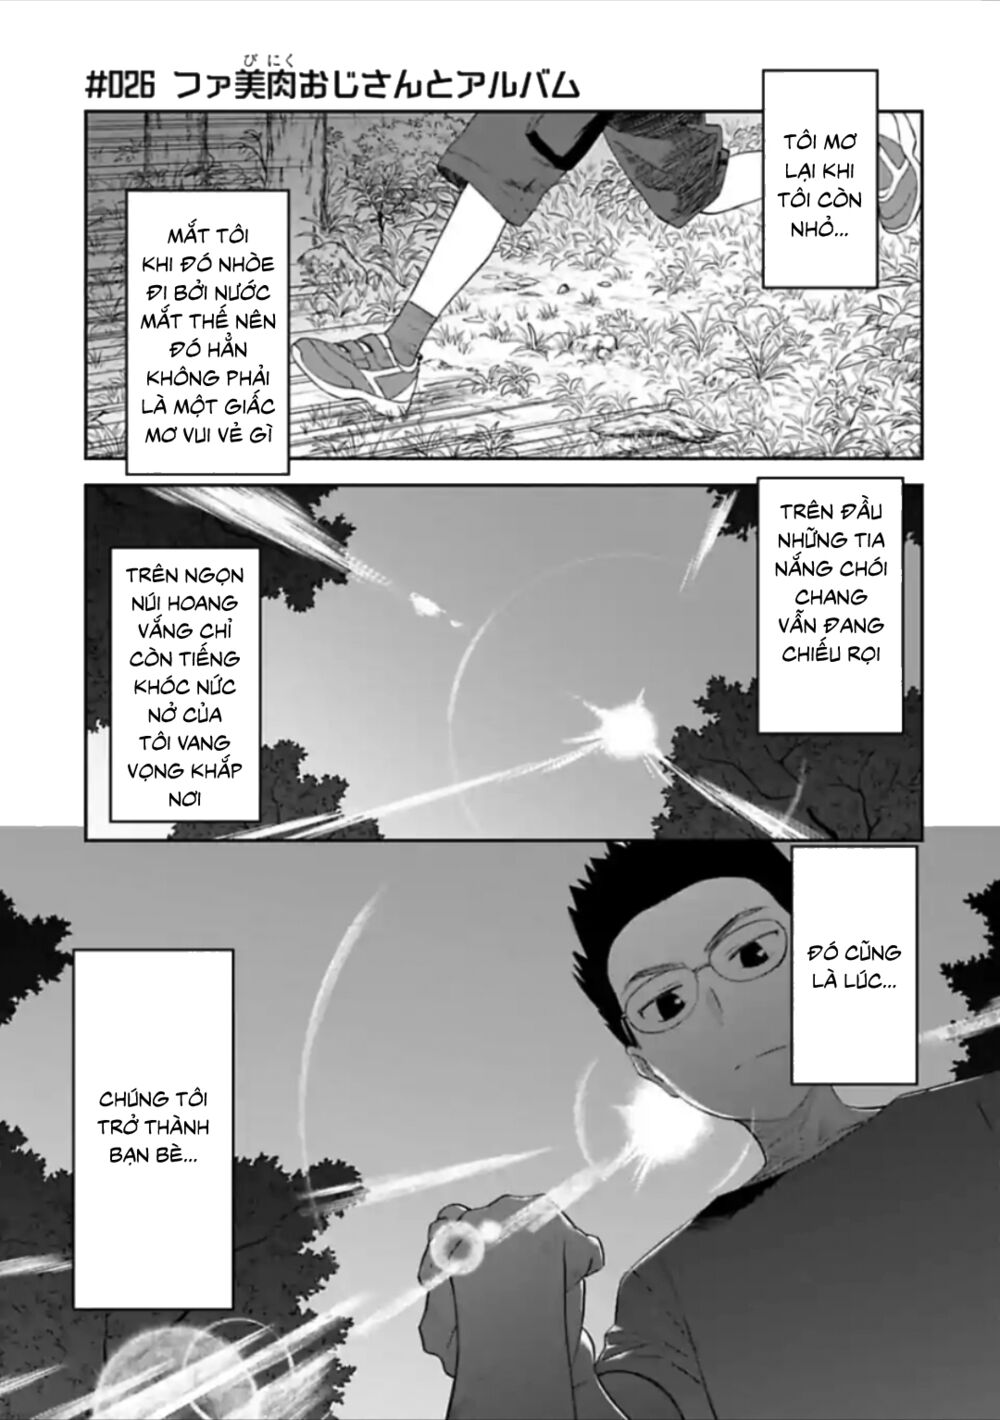 びにく
#026 ファ美肉おじさんとアルバム
TÔI MƠ
LẠI KHI
TÔI CÒN
NHỎ...
MẮT TÔI
KHI ĐÓ NHÒE
ĐI BỞI NƯỚC
MẮT THẾ NÊN
ĐÓ HẲN
KHÔNG PHẢI
LÀ MỘT GIẤC
MƠ VUI VẺ GÌ
TRÊN ĐẦU
NHỮNG TIA
NẮNG CHÓI
CHANG
VẪN ĐANG
CHIẾU RỌI
TRÊN NGỌN
NÚI HOANG
VẮNG CHỈ
CÒN TIẾNG
KHÓC NỨC
NỞ CỦA
TÔI VANG
VỌNG KHẮP
NƠI
ĐÓ CŨNG
LÀ LÚC...
CHÚNG TÔI
TRỞ THÀNH
BẠN BÈ...